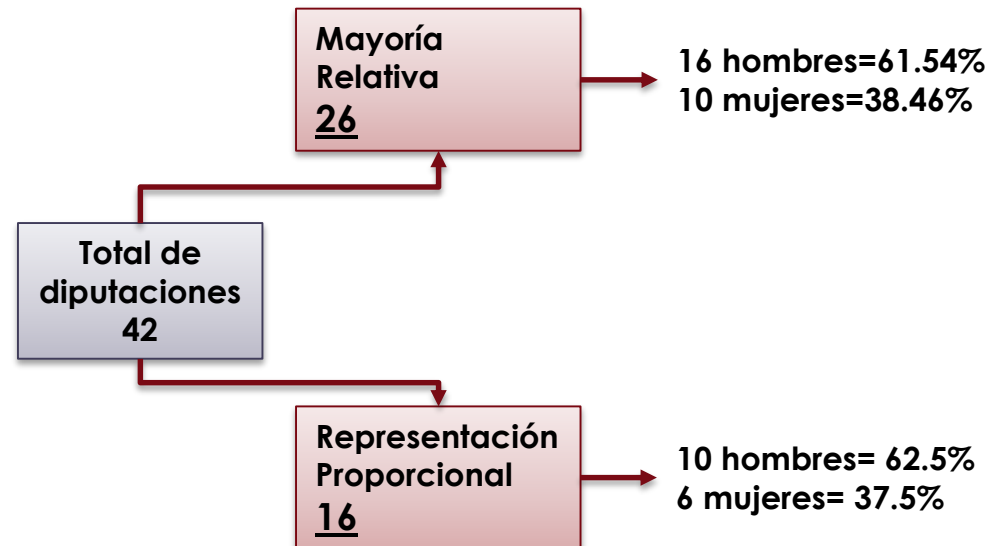 Mayoría
Relativa
26
16 hombres=61.54%
10 mujeres=38.46%
Total de
diputaciones
42
Representación
Proporcional
16
10 hombres= 62.5%
6 mujeres= 37.5%